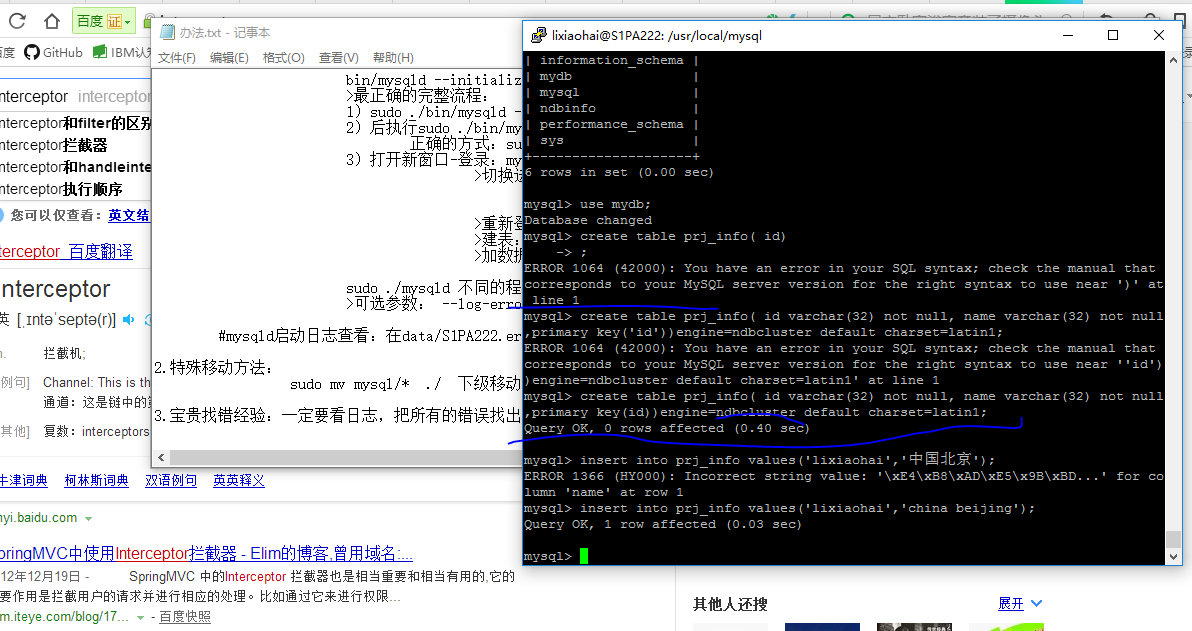 百度 证
办法.txt - 记事本
lixiaohai@S1PA222: /usr/local/mysql
百度 GitHub IBM认
文件(F) 编辑(E) 格式(O) 查看(V) 帮助(H)
nterceptor interceptor
nterceptor和filter的区别
nterceptor拦截器
nterceptor和handleinte
nterceptor执行顺序
您可以仅查看：英文结
terceptor_百度翻译
nterceptor
英 [ˌɪntəˈseptə(r)]
n. 拦截机;
例句] Channel: This is th
通道：这是链中的第
其他] 复数：interceptors
牛津词典 柯林斯词典 双语例句 英英释义
nyi.baidu.com
pringMVC中使用Interceptor拦截器 - Elim的博客,曾用域名:...
12年12月19日 - SpringMVC 中的Interceptor 拦截器也是相当重要和相当有用的,它的
要作用是拦截用户的请求并进行相应的处理。比如通过它来进行权限...
m.iteye.com/blog/17... - 百度快照
bin/mysqld --initializ
>最正确的完整流程：
1）sudo ./bin/mysqld -
2）后执行sudo ./bin/my
正确的方式：su
3）打开新窗口-登录：my
>切换过
>重新登
>建表：
>加数据
sudo ./mysqld 不同的程
>可选参数： --log-erro
#mysqld启动日志查看：在data/S1PA222.er
2.特殊移动方法：
sudo mv mysql/* ./ 下级移动
3.宝贵找错经验：一定要看日志，把所有的错误找出
| information_schema |
| mydb |
| mysql |
| ndbinfo |
| performance_schema |
| sys |
+--------------------+
6 rows in set (0.00 sec)
mysql> use mydb;
Database changed
mysql> create table prj_info( id)
-> ;
ERROR 1064 (42000): You have an error in your SQL syntax; check the manual that
corresponds to your MySQL server version for the right syntax to use near ')' at
line 1
mysql> create table prj_info( id varchar(32) not null, name varchar(32) not null
,primary key('id'))engine=ndbcluster default charset=latin1;
ERROR 1064 (42000): You have an error in your SQL syntax; check the manual that
corresponds to your MySQL server version for the right syntax to use near ''id')
)engine=ndbcluster default charset=latin1' at line 1
mysql> create table prj_info( id varchar(32) not null, name varchar(32) not null
,primary key(id))engine=ndbcluster default charset=latin1;
Query OK, 0 rows affected (0.40 sec)
mysql> insert into prj_info values('lixiaohai','中国北京');
ERROR 1366 (HY000): Incorrect string value: '\xE4\xB8\xAD\xE5\x9B\xBD...' for co
lumn 'name' at row 1
mysql> insert into prj_info values('lixiaohai','china beijing');
Query OK, 1 row affected (0.03 sec)
mysql>
其他人还搜 展开